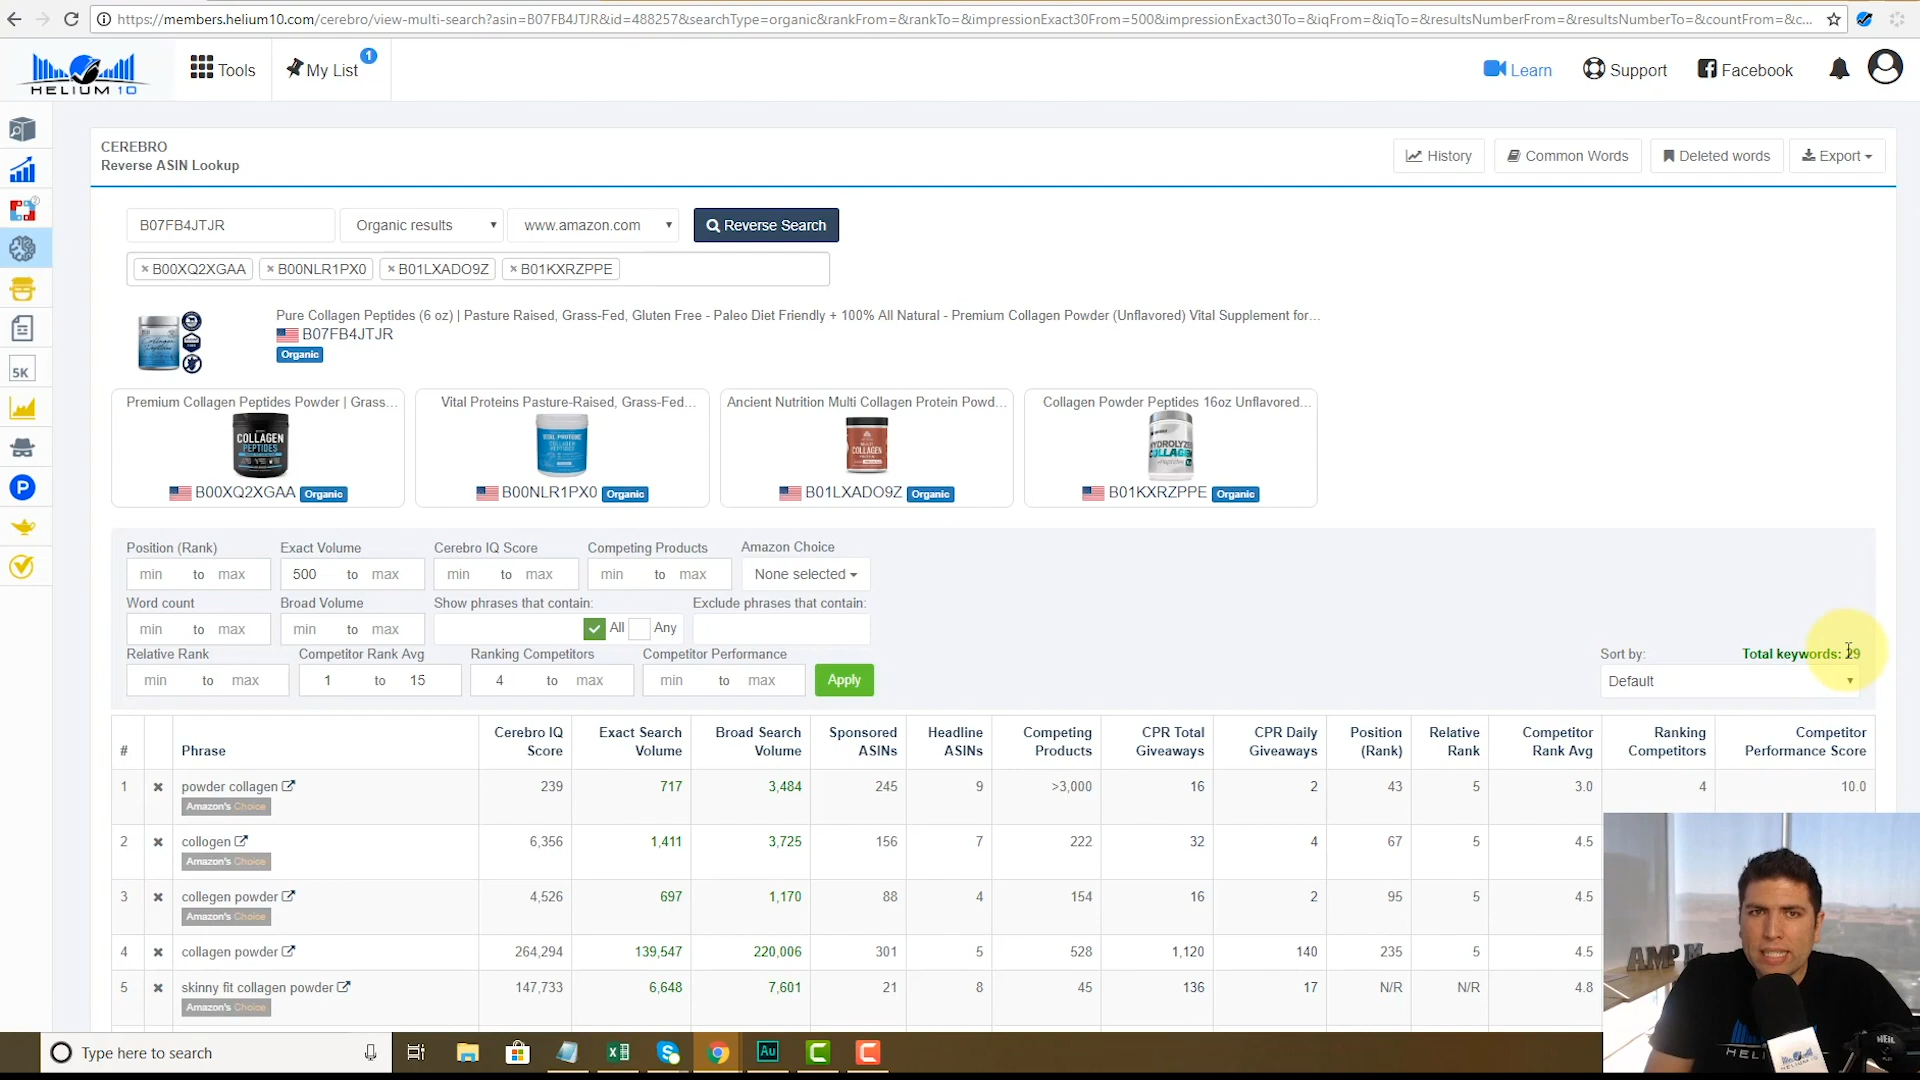 https://members.helium10.com/cerebro/view-multi-search?asin=B07FB4JTJR&id=488257&searchType=organic&rankFrom=&rankTo=&impressionExact30From=500&impressionExact30To=&iqFrom=&iqTo=&resultsNumberFrom=&resultsNumberTo=&countFrom=&c...
HELIUM 10
Tools
My List
1
Learn
Support
Facebook
CEREBRO
Reverse ASIN Lookup
History
Common Words
Deleted words
Export
B07FB4JTJR
Organic results
www.amazon.com
Reverse Search
× B00XQ2XGAA × B00NLR1PX0 × B01LXADO9Z × B01KXRZPPE
Pure Collagen Peptides (6 oz) | Pasture Raised, Grass-Fed, Gluten Free - Paleo Diet Friendly + 100% All Natural - Premium Collagen Powder (Unflavored) Vital Supplement for...
B07FB4JTJR
Organic
Premium Collagen Peptides Powder | Grass...
COLLAGEN
PEPTIDES
B00XQ2XGAA Organic
Vital Proteins Pasture-Raised, Grass-Fed...
VITAL PROTEINS
B00NLR1PX0 Organic
Ancient Nutrition Multi Collagen Protein Powd...
B01LXADO9Z Organic
Collagen Powder Peptides 16oz Unflavored...
HYDROLYZED
COLLAGEN
B01KXRZPPE Organic
5K
P
Position (Rank) Exact Volume Cerebro IQ Score Competing Products Amazon Choice
min to max 500 to max min to max min to max None selected
Word count Broad Volume Show phrases that contain: Exclude phrases that contain:
min to max min to max All Any
Relative Rank Competitor Rank Avg Ranking Competitors Competitor Performance
min to max 1 to 15 4 to max min to max Apply
Sort by: Total keywords: 29
Default
# Phrase Cerebro IQ Score Exact Search Volume Broad Search Volume Sponsored ASINs Headline ASINs Competing Products CPR Total Giveaways CPR Daily Giveaways Position (Rank) Relative Rank Competitor Rank Avg Ranking Competitors Competitor Performance Score
1 powder collagen 239 717 3,484 245 9 >3,000 16 2 43 5 3.0 4 10.0
Amazon's Choice
2 collogen 6,356 1,411 3,725 156 7 222 32 4 67 5 4.5
Amazon's Choice
3 collegen powder 4,526 697 1,170 88 4 154 16 2 95 5 4.5
Amazon's Choice
4 collagen powder 264,294 139,547 220,006 301 5 528 1,120 140 235 5 4.5
5 skinny fit collagen powder 147,733 6,648 7,601 21 8 45 136 17 N/R N/R 4.8
Amazon's Choice
AMP M
Type here to search
Au